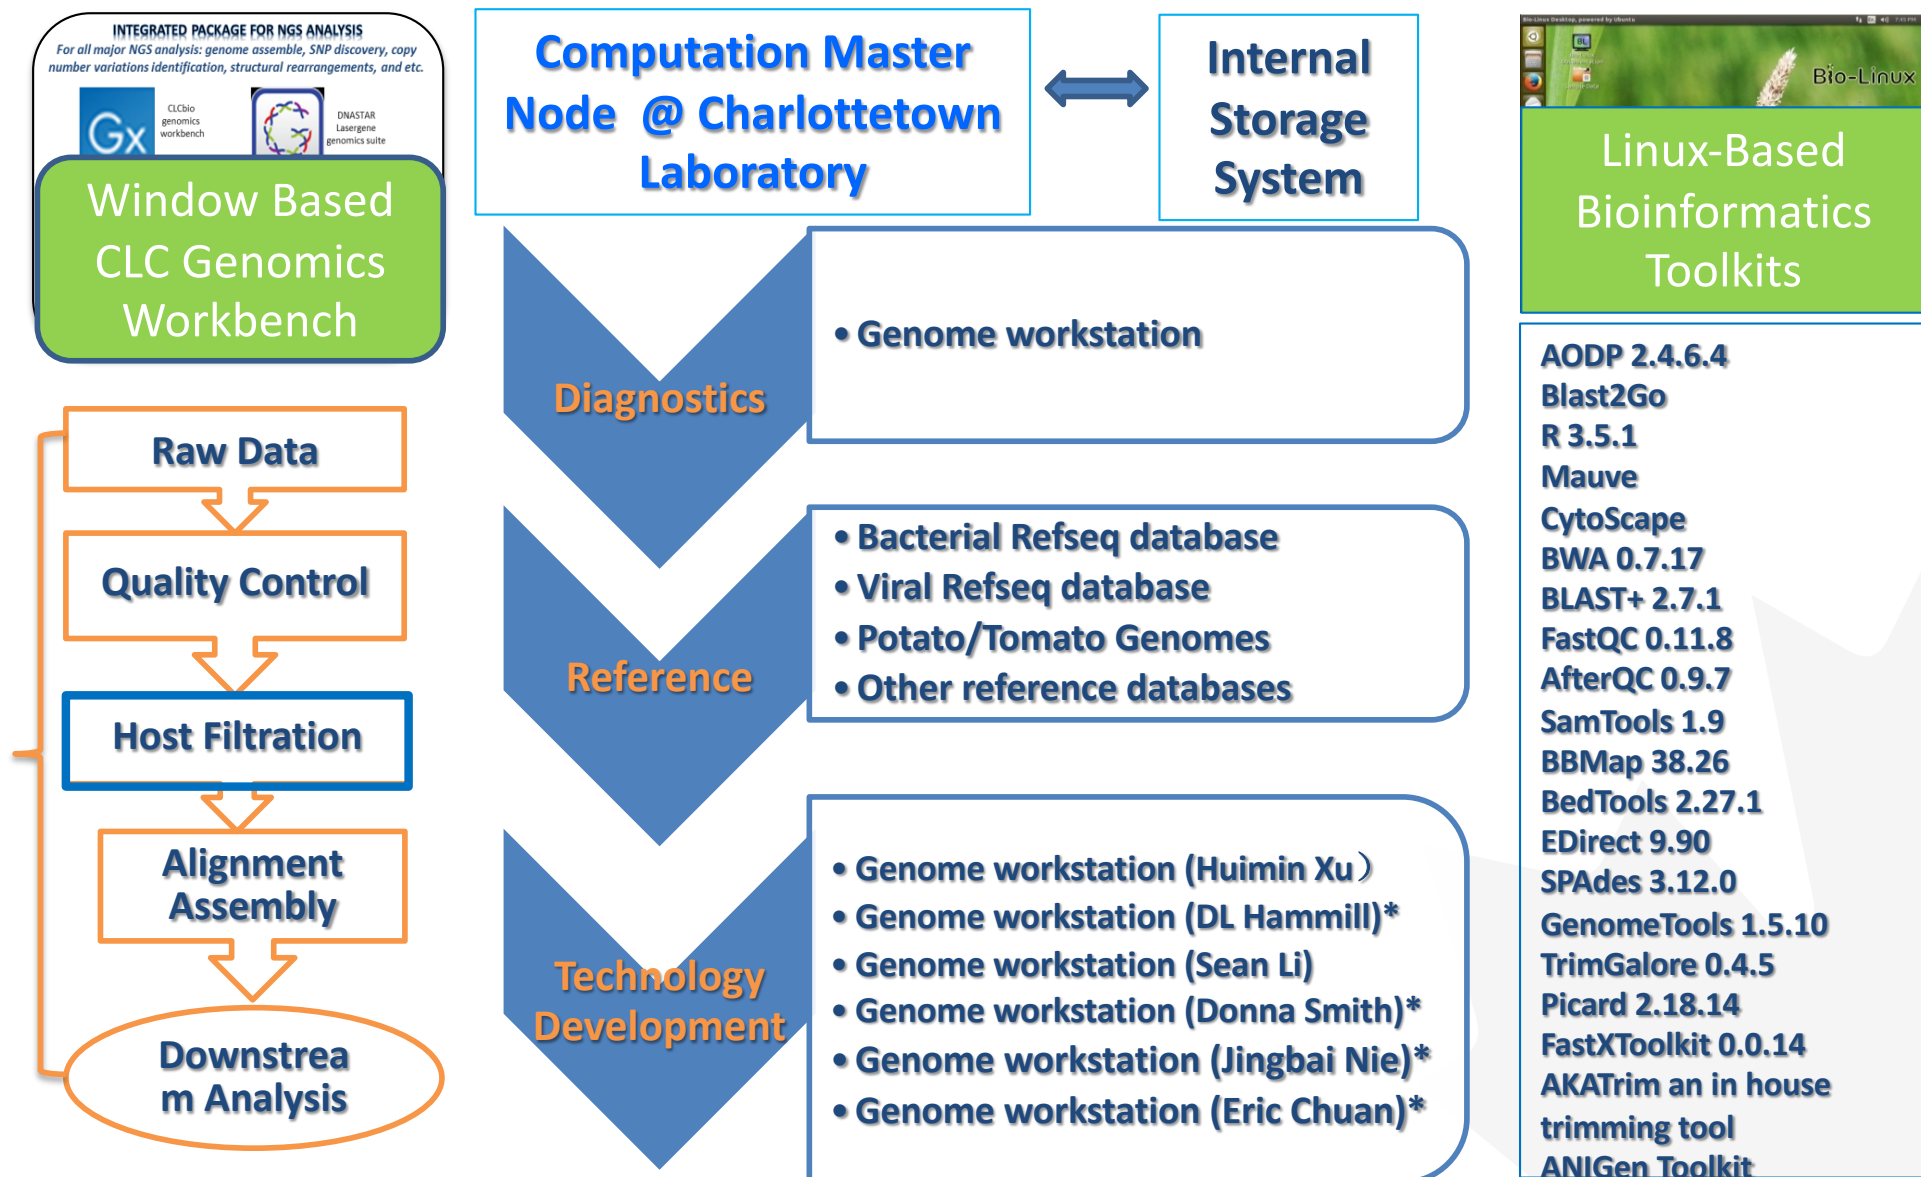 INTEGRATED PACKAGE FOR NGS ANALYSIS
For all major NGS analysis: genome assemble, SNP discovery, copy
number variations identification, structural rearrangements, and etc.
Gx
CLCbio
genomics
workbench
DNASTAR
Lasergene
genomics suite
Window Based
CLC Genomics
Workbench
Raw Data
Quality Control
Host Filtration
Alignment
Assembly
Downstrea
m Analysis
Computation Master
Node @ Charlottetown
Laboratory
Internal
Storage
System
Diagnostics
• Genome workstation
Reference
• Bacterial Refseq database
• Viral Refseq database
• Potato/Tomato Genomes
• Other reference databases
Technology
Development
• Genome workstation (Huimin Xu）
• Genome workstation (DL Hammill)*
• Genome workstation (Sean Li)
• Genome workstation (Donna Smith)*
• Genome workstation (Jingbai Nie)*
• Genome workstation (Eric Chuan)*
Bio-Linux Desktop, powered by Ubuntu
BL
Bio-Linux
Linux-Based
Bioinformatics
Toolkits
AODP 2.4.6.4
Blast2Go
R 3.5.1
Mauve
CytoScape
BWA 0.7.17
BLAST+ 2.7.1
FastQC 0.11.8
AfterQC 0.9.7
SamTools 1.9
BBMap 38.26
BedTools 2.27.1
EDirect 9.90
SPAdes 3.12.0
GenomeTools 1.5.10
TrimGalore 0.4.5
Picard 2.18.14
FastXToolkit 0.0.14
AKATrim an in house
trimming tool
ANIGen Toolkit